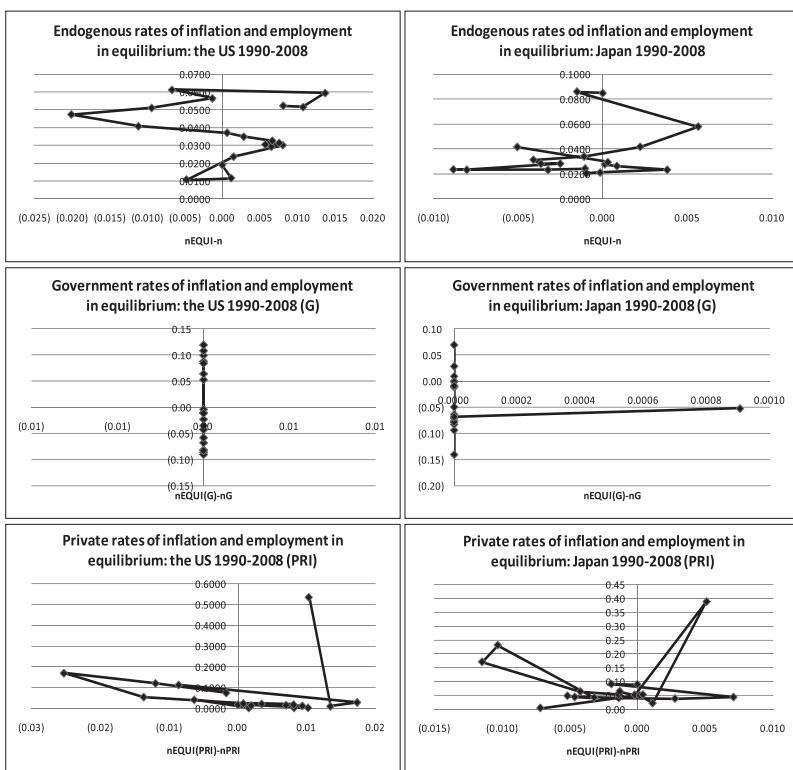 Endogenous rates of inflation and employment
in equilibrium: the US 1990-2008
0.0700
0.0600
0.0500
0.0400
0.0300
0.0200
0.0100
0.0000
(0.025) (0.020) (0.015) (0.010) (0.005) 0.000 0.005 0.010 0.015 0.020
nEQUI-n
Endogenous rates od inflation and employment
in equilibrium: Japan 1990-2008
0.1000
0.0800
0.0600
0.0400
0.0200
0.0000
(0.010) (0.005) 0.000 0.005 0.010
nEQUI-n
Government rates of inflation and employment
in equilibrium: the US 1990-2008 (G)
0.15
0.10
0.05
0.00
(0.01) (0.01) 0.00 0.01 0.01
(0.05)
(0.10)
(0.15)
nEQUI(G)-nG
Government rates of inflation and employment
in equilibrium: Japan 1990-2008 (G)
0.10
0.05
0.00
0.0000 0.0002 0.0004 0.0006 0.0008 0.0010
(0.05)
(0.10)
(0.15)
(0.20)
nEQUI(G)-nG
Private rates of inflation and employment in
equilibrium: the US 1990-2008 (PRI)
0.6000
0.5000
0.4000
0.3000
0.2000
0.1000
0.0000
(0.03) (0.02) (0.01) 0.00 0.01 0.02
nEQUI(PRI)-nPRI
Private rates of inflation and employment in
equilibrium: Japan 1990-2008 (PRI)
0.45
0.40
0.35
0.30
0.25
0.20
0.15
0.10
0.05
0.00
(0.015) (0.010) (0.005) 0.000 0.005 0.010
nEQUI(PRI)-nPRI